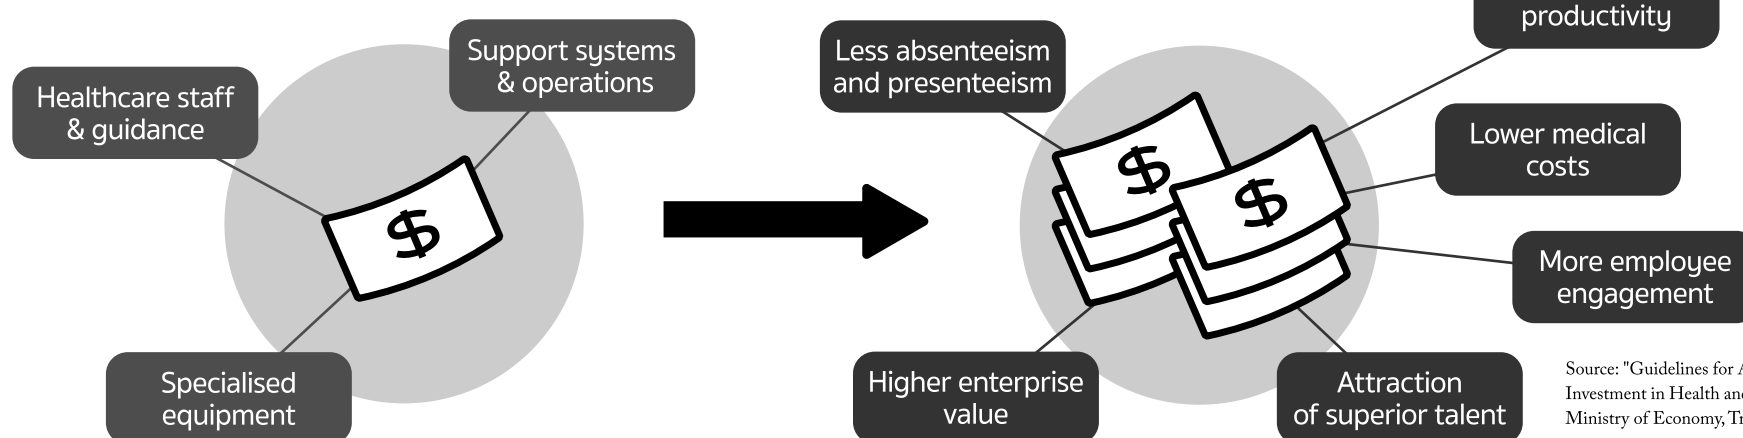 Healthcare staff
& guidance
Support systems
& operations
$
Specialised
equipment
Less absenteeism
and presenteeism
productivity
Lower medical
costs
$
$
More employee
engagement
Higher enterprise
value
Attraction
of superior talent
Source: "Guidelines for
Investment in Health
Ministry of Economy,